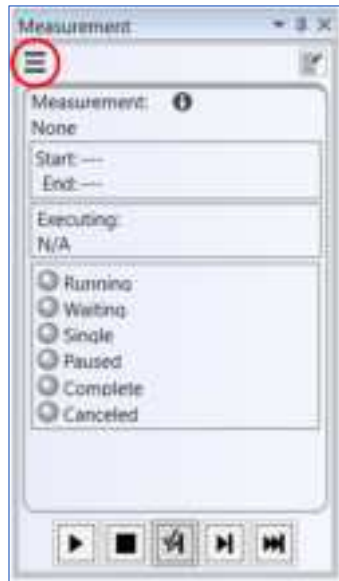 Measurement
Measurement:
None
Start: ---
End: ---
Executing:
N/A
Running
Waiting
Single
Paused
Complete
Canceled